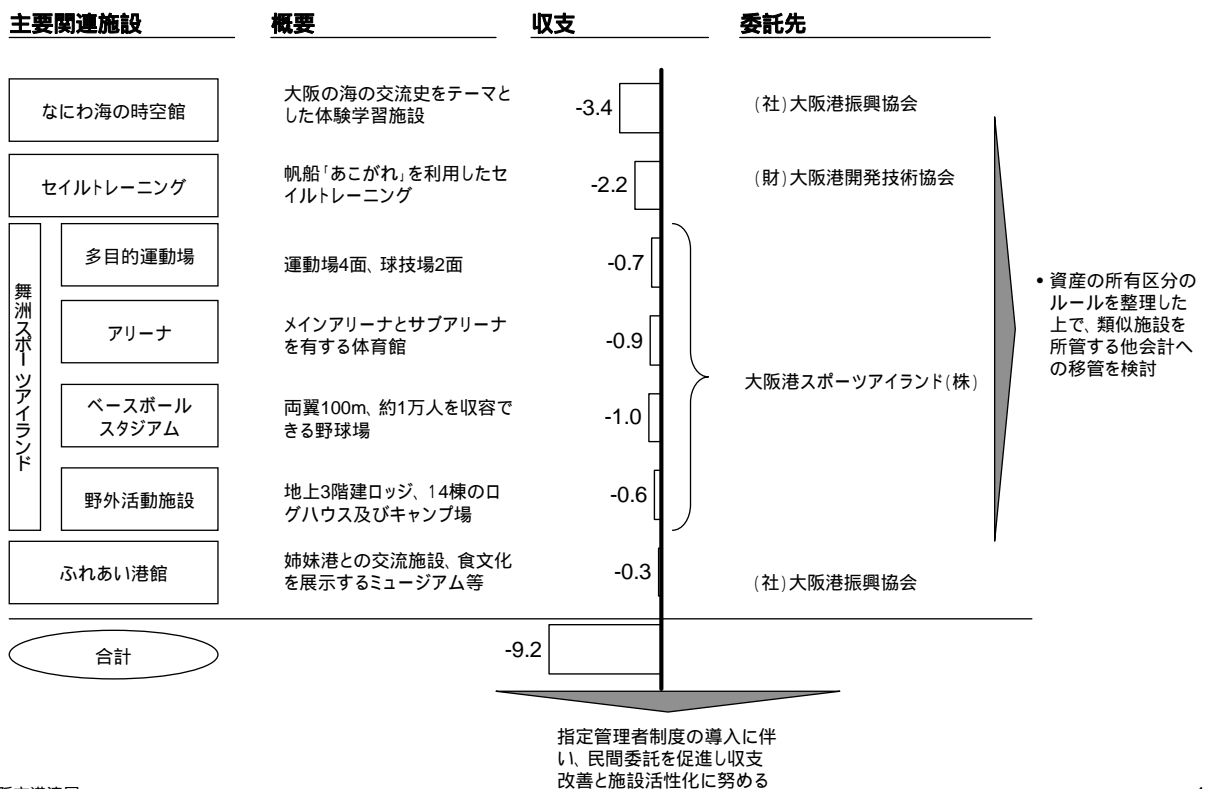 主要関連施設
概要
収支
委託先
なにわ海の時空館
大阪の海の交流史をテーマと
した体験学習施設
-3.4
(社)大阪港振興協会
セイルトレーニング
帆船「あこがれ」を利用したセ
イルトレーニング
-2.2
(財)大阪港開発技術協会
舞洲スポーツアイランド
多目的運動場
運動場4面、球技場2面
-0.7
アリーナ
メインアリーナとサブアリーナ
を有する体育館
-0.9
ベースボール
スタジアム
両翼100m、約1万人を収容で
きる野球場
-1.0
野外活動施設
地上3階建ロッジ、14棟のロ
グハウス及びキャンプ場
-0.6
大阪港スポーツアイランド(株)
ふれあい港館
姉妹港との交流施設、食文化
を展示するミュージアム等
-0.3
(社)大阪港振興協会
• 資産の所有区分の
ルールを整理した
上で、類似施設を
所管する他会計へ
の移管を検討
合計
-9.2
指定管理者制度の導入に伴
い、民間委託を促進し収支
改善と施設活性化に努める